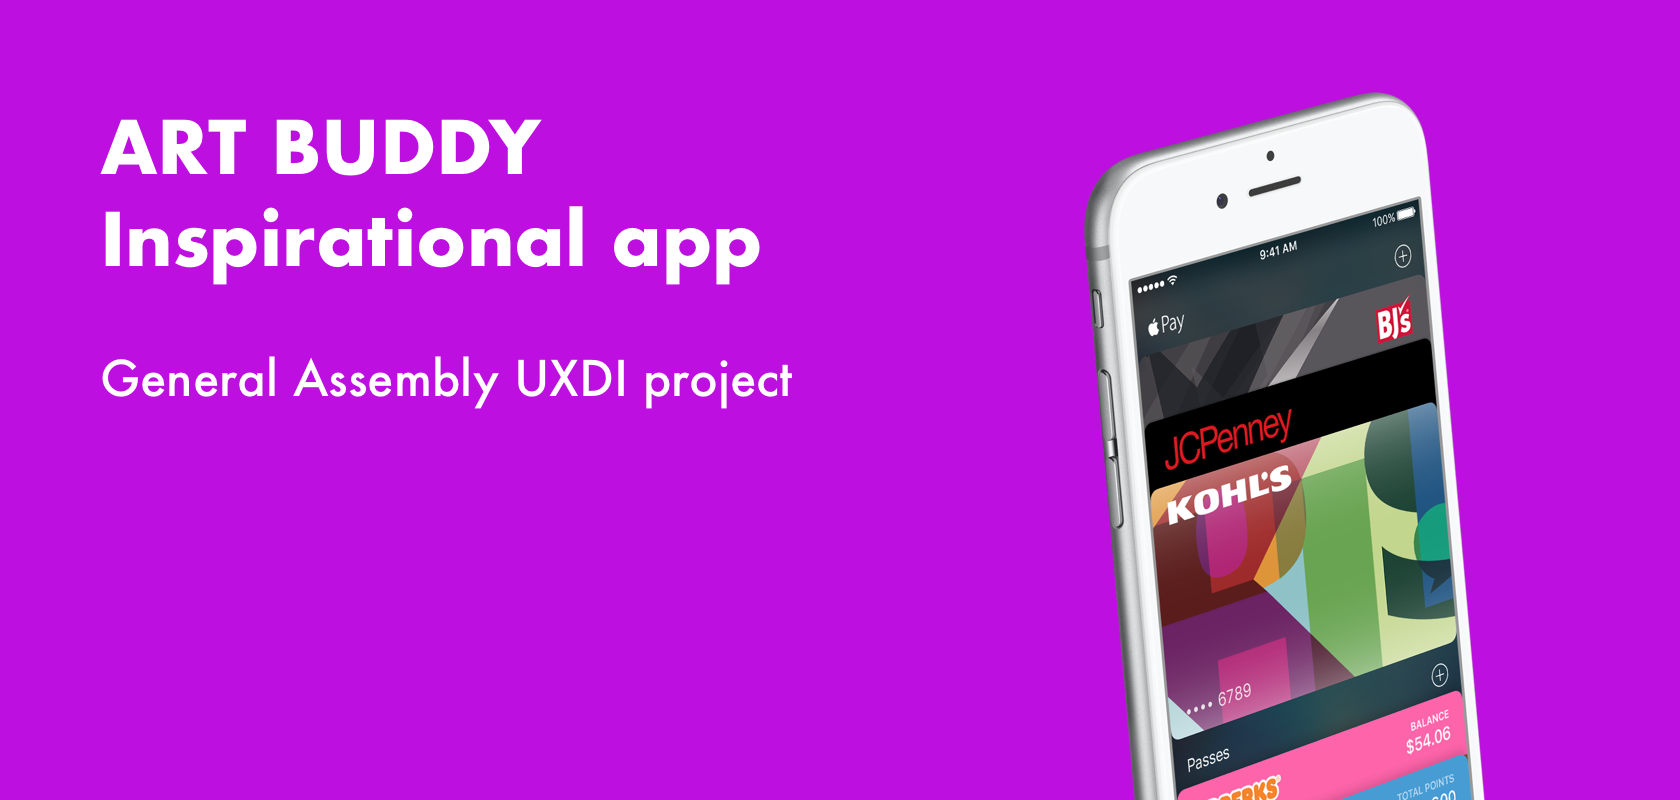 ART BUDDY
Inspirational app
General Assembly UXDI project
100%
9:41 AM
Pay
BJ's
JCPenney
KOHL'S
•••• 6789
Passes
BALANCE
$54.06
TOTAL POINTS